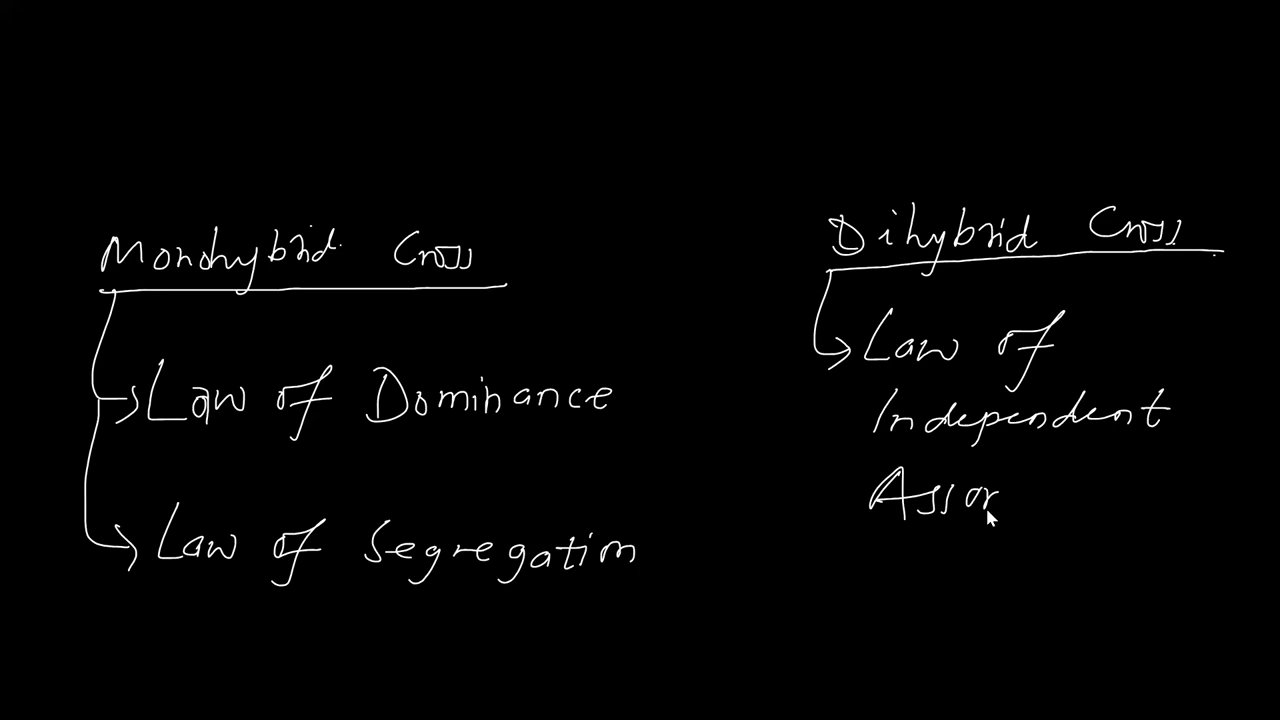 Monohybrid Cross
Law of Dominance
Law of Segregation
Dihybrid Cross
Law of
Independent
Assor